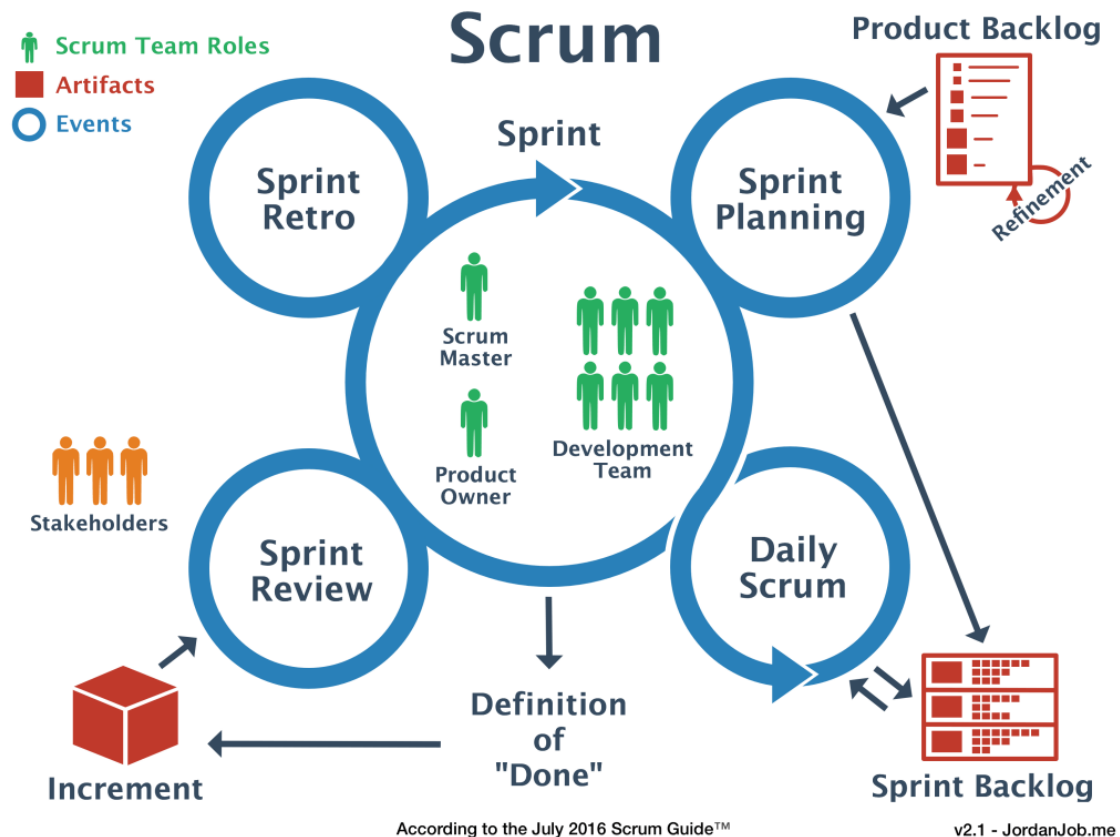 Scrum
Scrum Team Roles
Artifacts
Events
Product Backlog
Refinement
Sprint
Sprint
Retro
Sprint
Planning
Scrum
Master
Product
Owner
Development
Team
Stakeholders
Sprint
Review
Daily
Scrum
Definition
of
"Done"
Increment
Sprint Backlog
According to the July 2016 Scrum Guide™
v2.1 - JordanJob.me